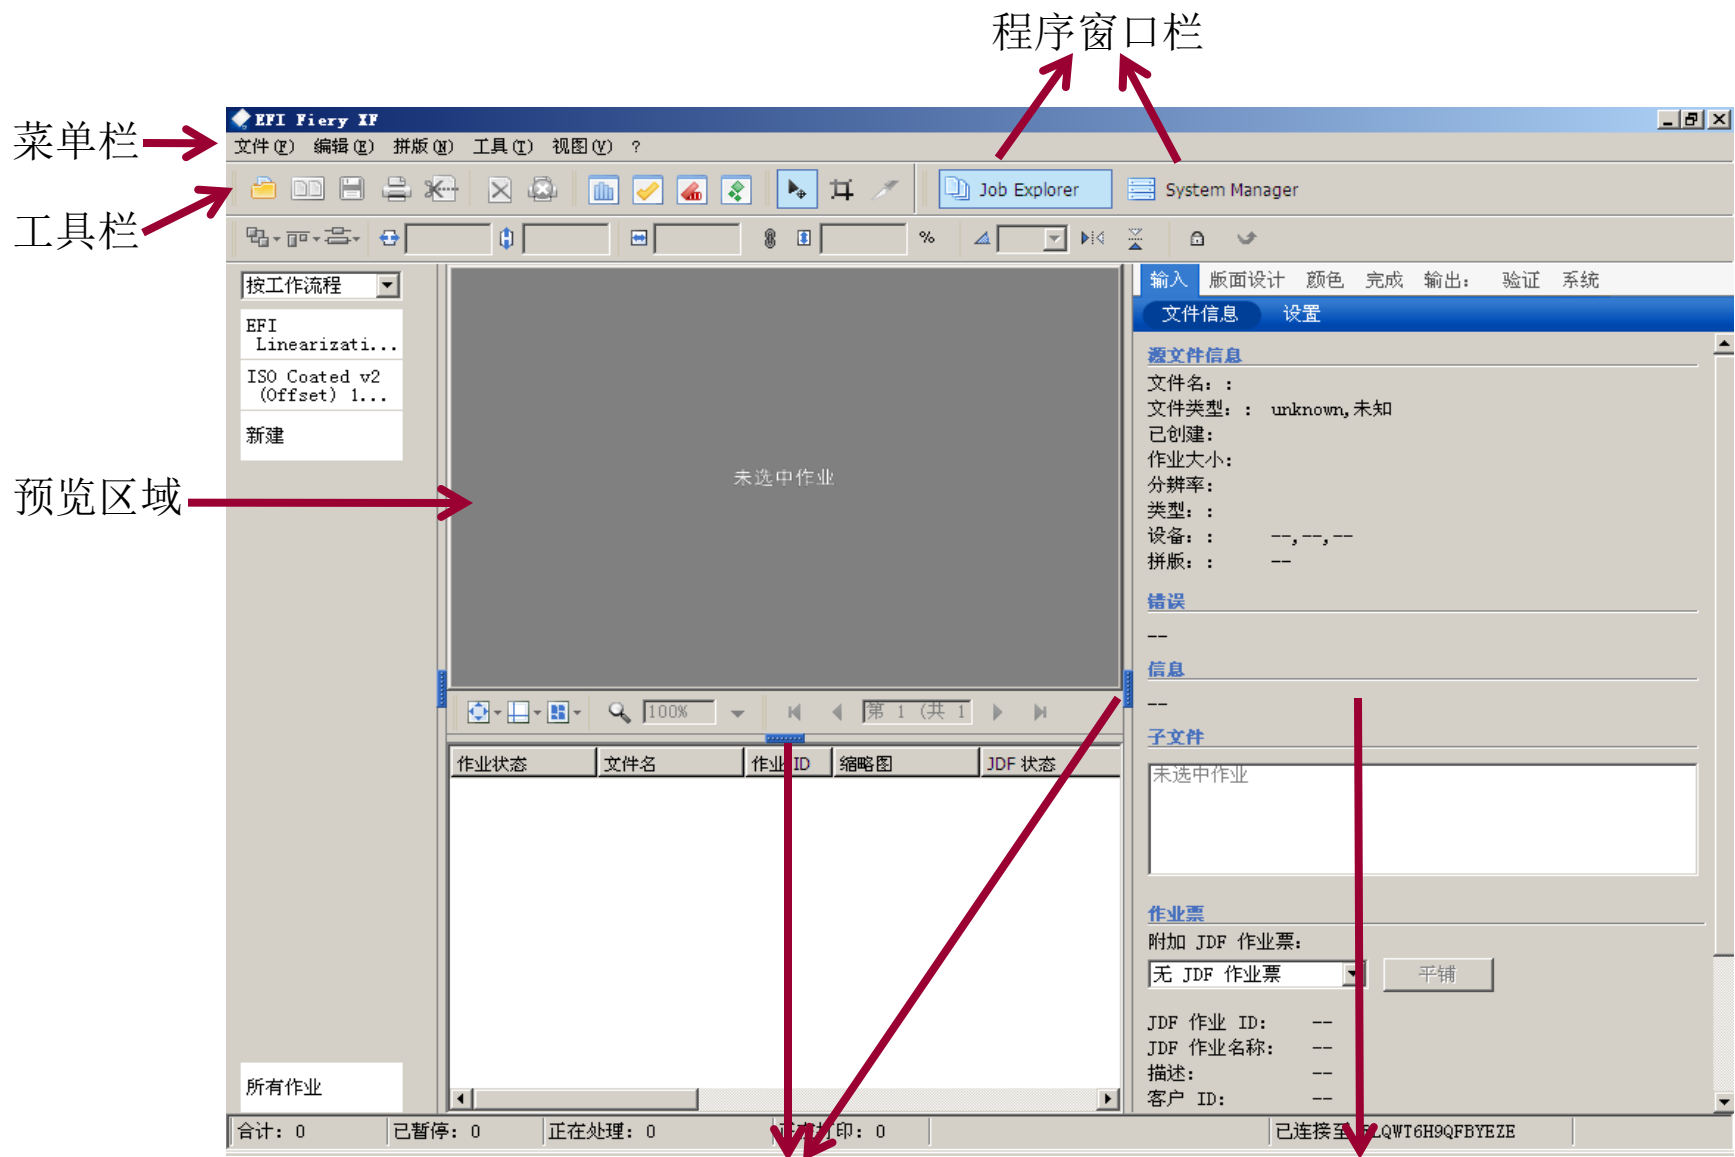 程序窗口栏
菜单栏
工具栏
预览区域
EFI Fiery XF
文件(F) 编辑(E) 拼版(N) 工具(T) 视图(V) ?
Job Explorer System Manager
%
按工作流程
EFI
Linearizati...
ISO Coated v2
(Offset) 1...
新建
所有作业
未选中作业
100% 第 1 (共 1
作业状态 文件名 作业 ID 缩略图 JDF 状态
输入 版面设计 颜色 完成 输出: 验证 系统
文件信息 设置
源文件信息
文件名: :
文件类型: : unknown,未知
已创建:
作业大小:
分辨率:
类型: :
设备: : --,--,--
拼版: : --
错误
--
信息
--
子文件
未选中作业
作业票
附加 JDF 作业票:
无 JDF 作业票 平铺
JDF 作业 ID: --
JDF 作业名称: --
描述: --
客户 ID: --
合计: 0 已暂停: 0 正在处理: 0 打印: 0 已连接至 LQWT6H9QFBYEZE